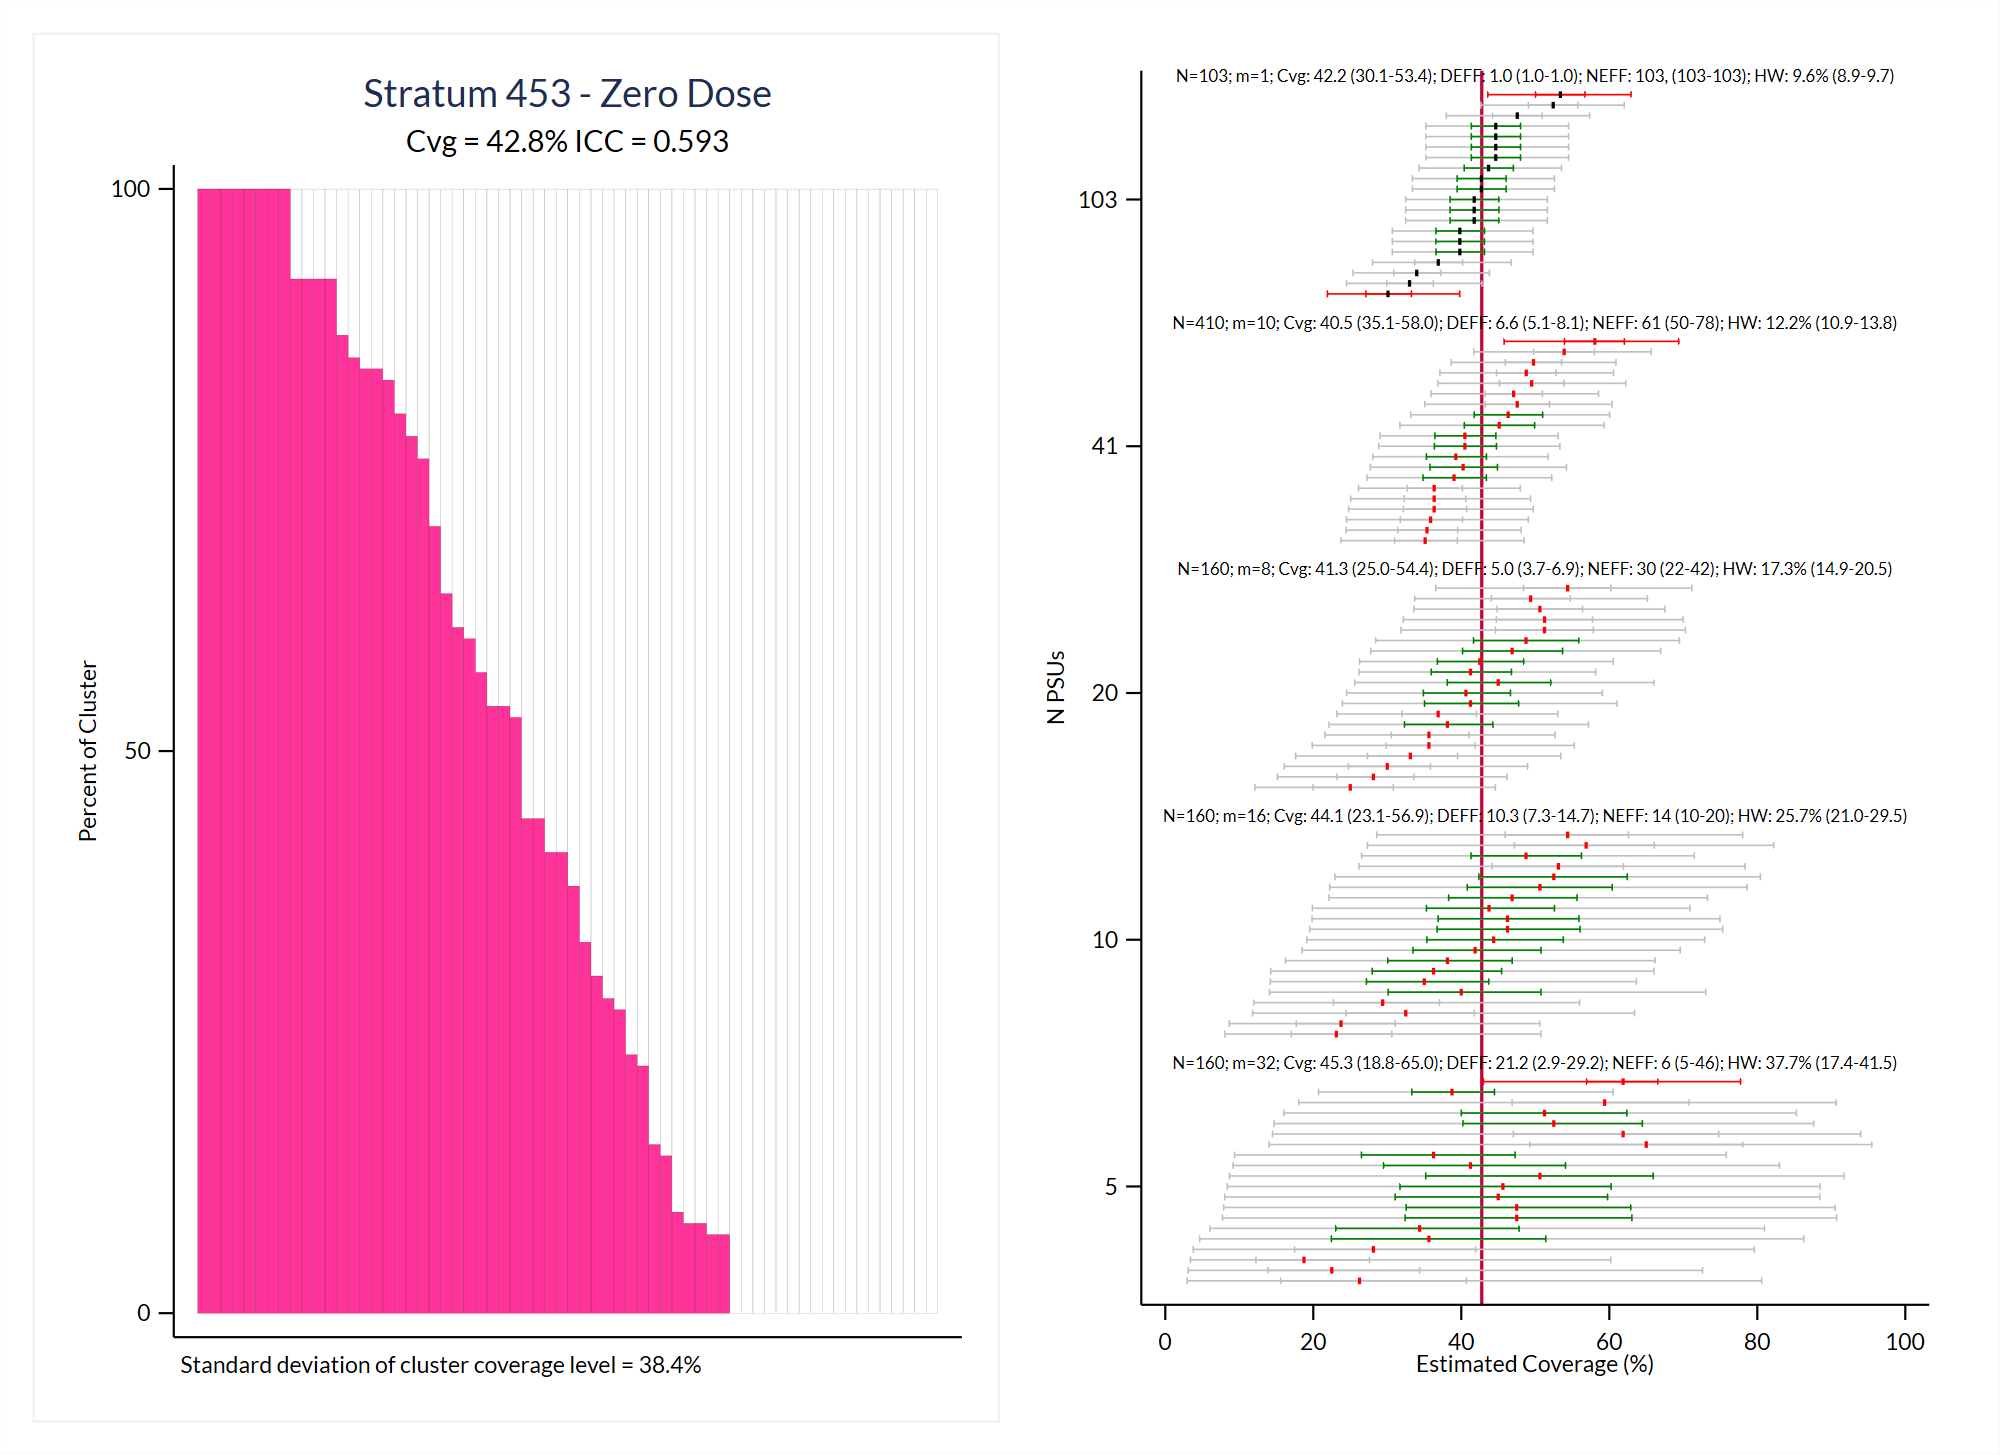 Stratum 453 - Zero Dose
Cvg = 42.8% ICC = 0.593
100
50
0
Percent of Cluster
Standard deviation of cluster coverage level = 38.4%
N=103; m=1; Cvg: 42.2 (30.1-53.4); DEFF: 1.0 (1.0-1.0); NEFF: 103, (103-103); HW: 9.6% (8.9-9.7)
103
N=410; m=10; Cvg: 40.5 (35.1-58.0); DEFF: 6.6 (5.1-8.1); NEFF: 61 (50-78); HW: 12.2% (10.9-13.8)
41
N=160; m=8; Cvg: 41.3 (25.0-54.4); DEFF: 5.0 (3.7-6.9); NEFF: 30 (22-42); HW: 17.3% (14.9-20.5)
20
N PSUs
N=160; m=16; Cvg: 44.1 (23.1-56.9); DEFF: 10.3 (7.3-14.7); NEFF: 14 (10-20); HW: 25.7% (21.0-29.5)
10
N=160; m=32; Cvg: 45.3 (18.8-65.0); DEFF: 21.2 (2.9-29.2); NEFF: 6 (5-46); HW: 37.7% (17.4-41.5)
5
0 20 40 60 80 100
Estimated Coverage (%)